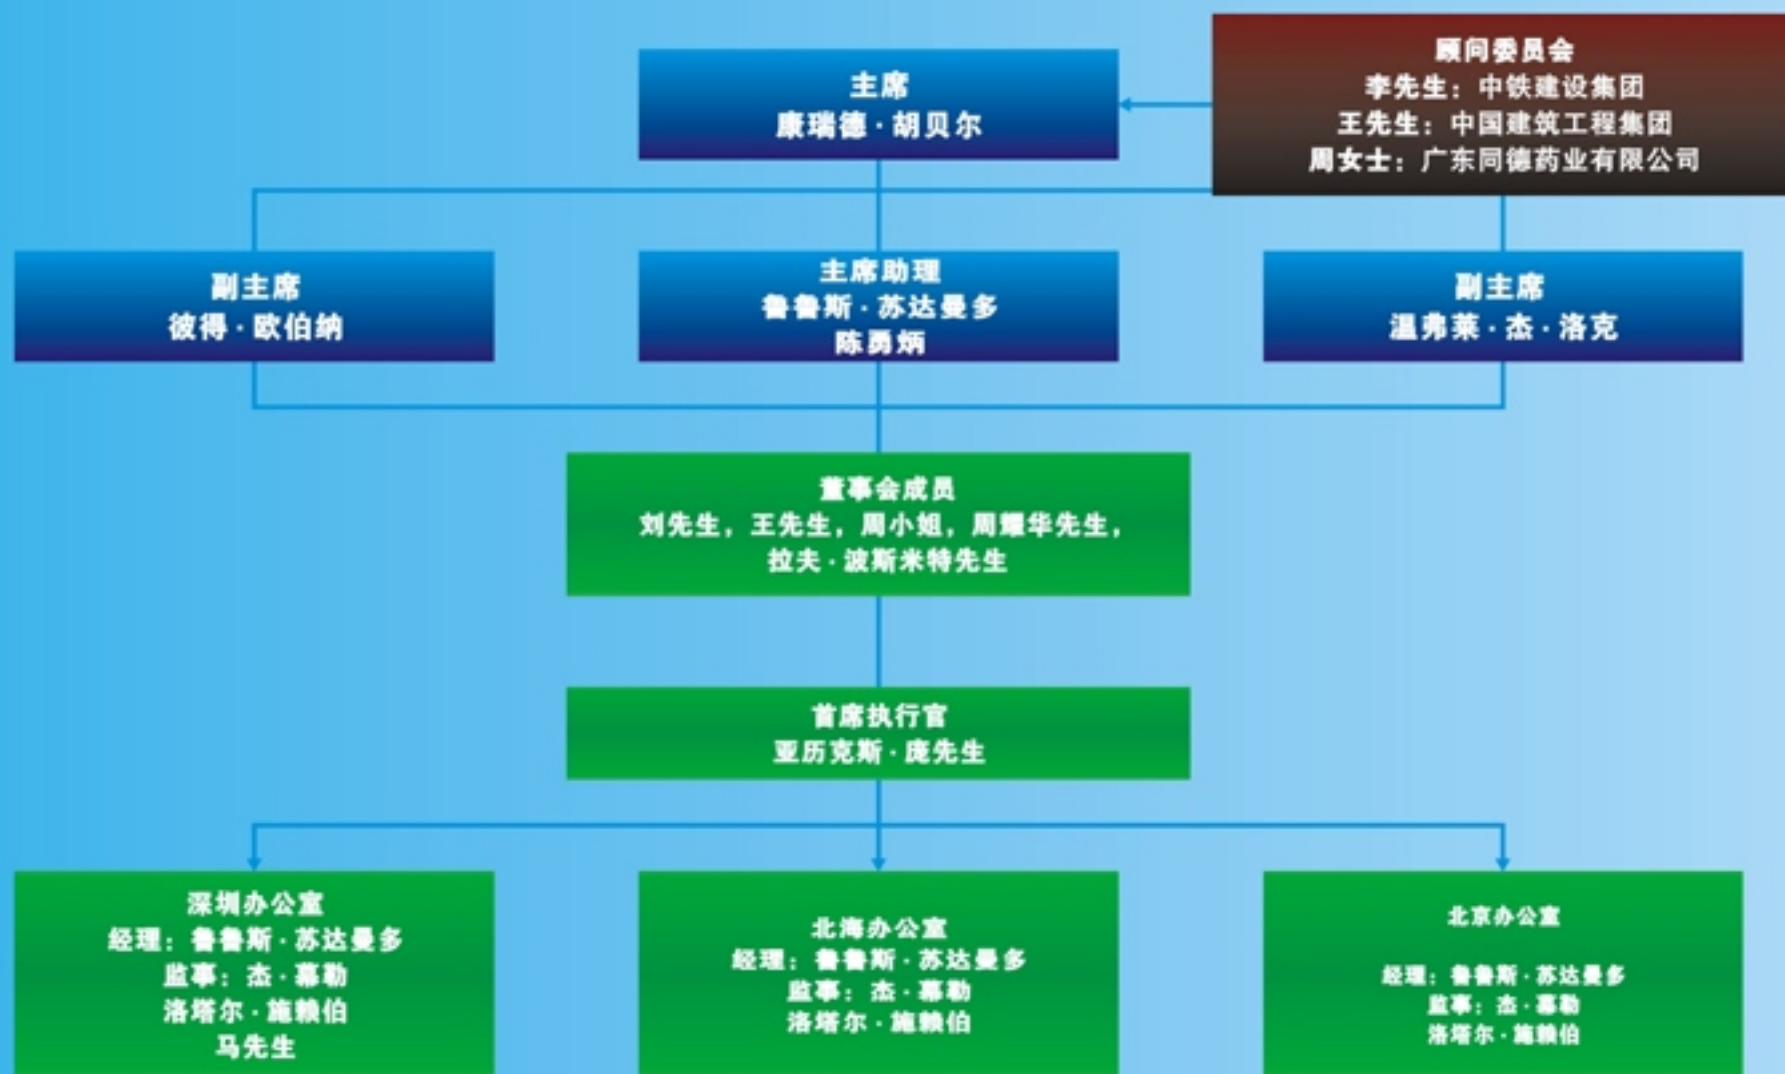 顾问委员会
李先生：中铁建设集团
王先生：中国建筑工程集团
周女士：广东同德药业有限公司
主席
康瑞德·胡贝尔
副主席
彼得·欧伯纳
主席助理
鲁鲁斯·苏达曼多
陈勇炳
副主席
温弗莱·杰·洛克
董事会成员
刘先生，王先生，周小姐，周耀华先生，
拉夫·波斯米特先生
首席执行官
亚历克斯·庞先生
深圳办公室
经理：鲁鲁斯·苏达曼多
监事：杰·幕勒
洛塔尔·施赖伯
马先生
北海办公室
经理：鲁鲁斯·苏达曼多
监事：杰·幕勒
洛塔尔·施赖伯
北京办公室
经理：鲁鲁斯·苏达曼多
监事：杰·幕勒
洛塔尔·施赖伯